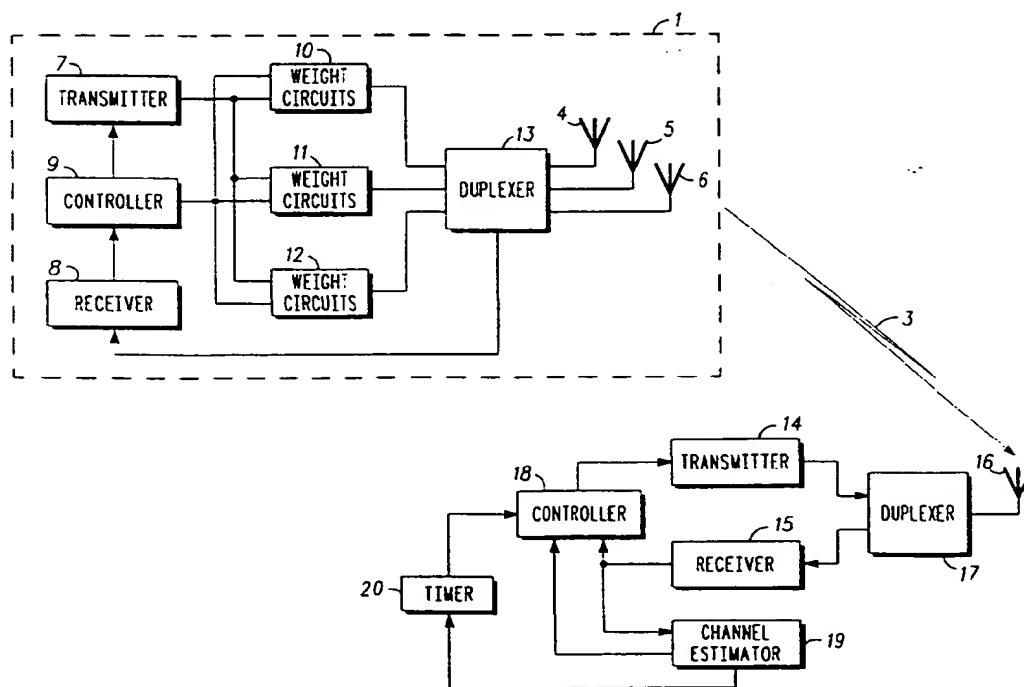 1
7
TRANSMITTER
10
WEIGHT
CIRCUITS
4
5
6
9
CONTROLLER
11
WEIGHT
CIRCUITS
13
DUPLEXER
8
RECEIVER
12
WEIGHT
CIRCUITS
3
14
TRANSMITTER
16
18
CONTROLLER
15
RECEIVER
DUPLEXER
17
20
TIMER
CHANNEL
ESTIMATOR
19